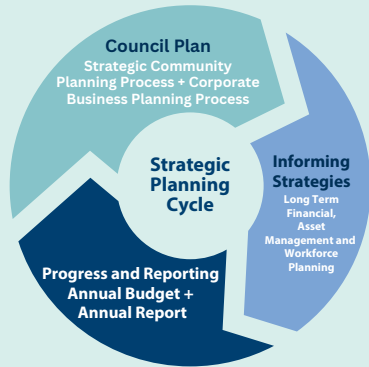 Council Plan
Strategic Community
Planning Process + Corporate
Business Planning Process
Strategic
Planning
Cycle
Informing
Strategies
Long Term
Financial,
Asset
Management and
Workforce
Planning
Progress and Reporting
Annual Budget +
Annual Report